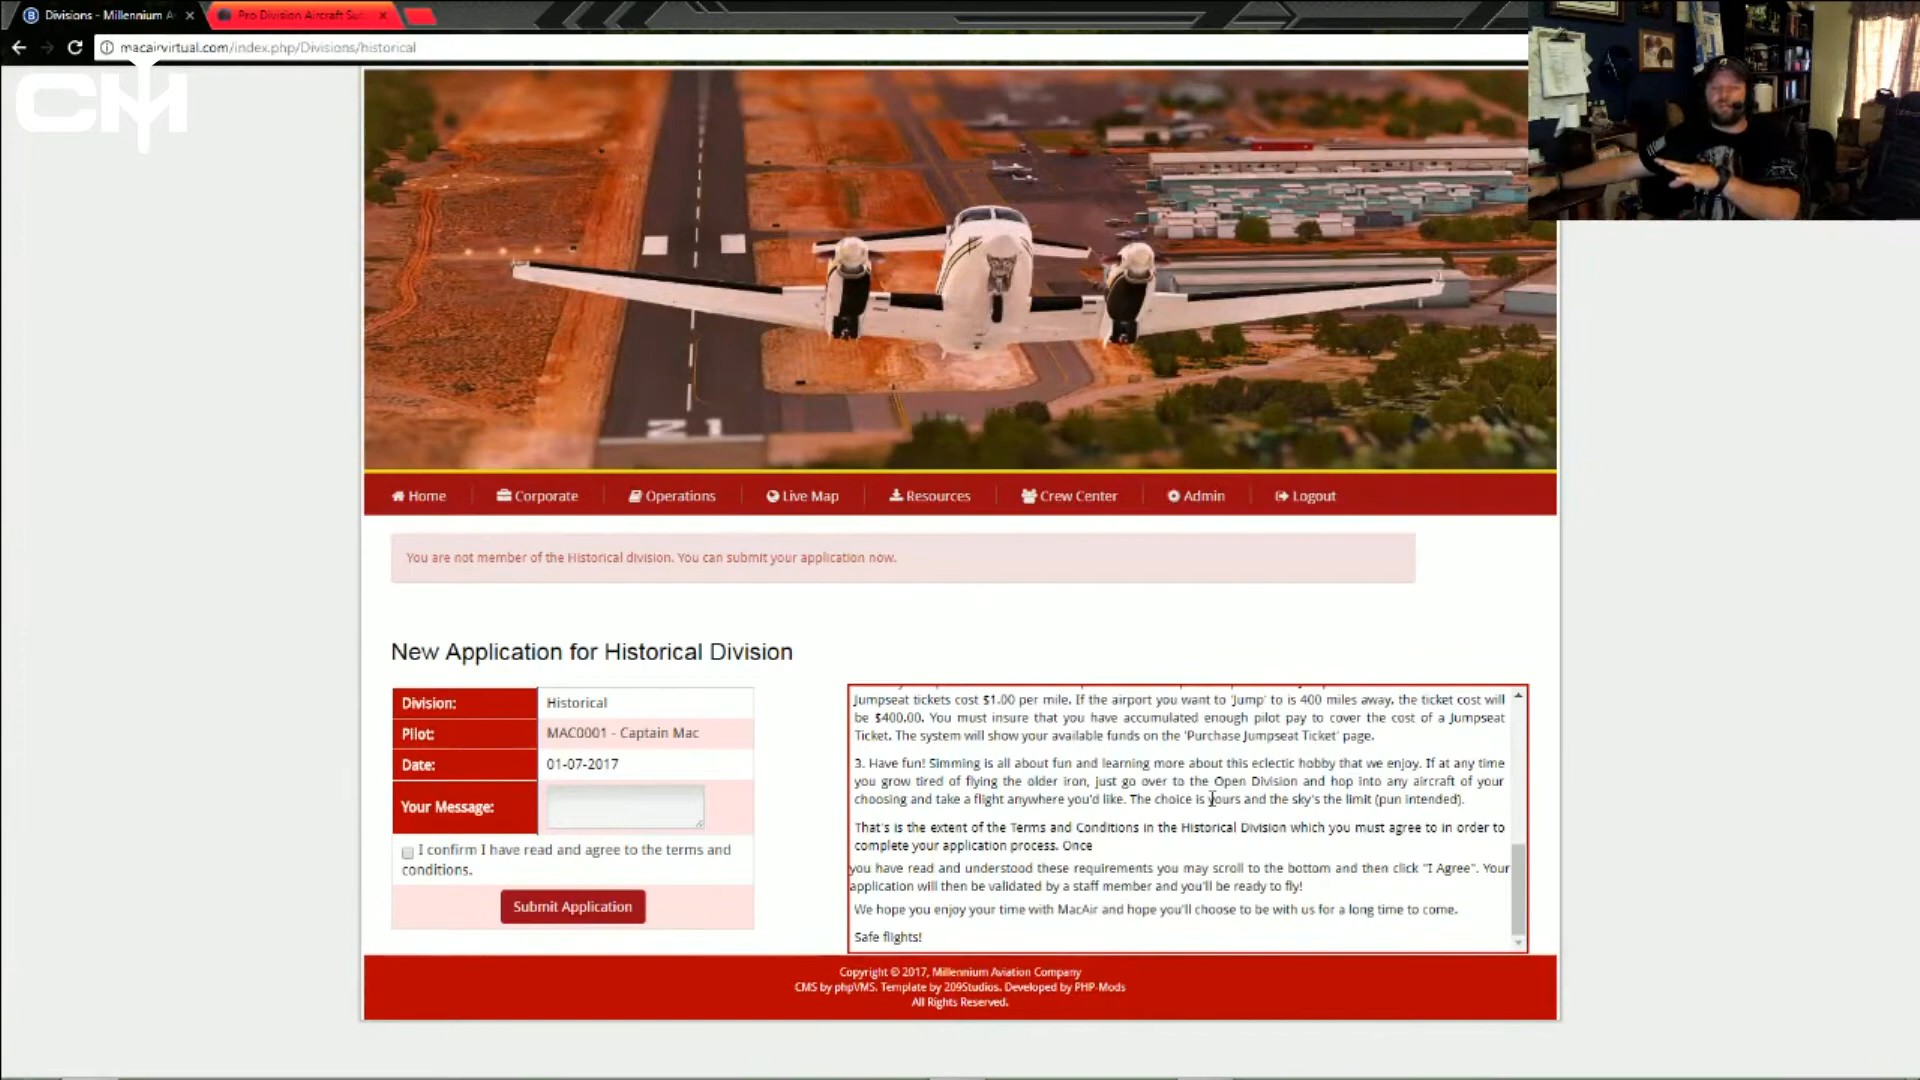 Divisions - Millennium A
Pro Division Aircraft Su
macairvirtual.com/index.php/Divisions/historical
CM
Home
Corporate
Operations
Live Map
Resources
Crew Center
Admin
Logout
You are not member of the Historical division. You can submit your application now.
New Application for Historical Division
Division: Historical
Pilot: MAC0001 - Captain Mac
Date: 01-07-2017
Your Message:
I confirm I have read and agree to the terms and
conditions.
Submit Application
Jumpseat tickets cost $1.00 per mile. If the airport you want to 'Jump' to is 400 miles away, the ticket cost will
be $400.00. You must insure that you have accumulated enough pilot pay to cover the cost of a Jumpseat
Ticket. The system will show your available funds on the 'Purchase Jumpseat Ticket' page.
3. Have fun! Simming is all about fun and learning more about this eclectic hobby that we enjoy. If at any time
you grow tired of flying the older iron, just go over to the Open Division and hop into any aircraft of your
choosing and take a flight anywhere you'd like. The choice is yours and the sky's the limit (pun intended).
That's is the extent of the Terms and Conditions in the Historical Division which you must agree to in order to
complete your application process. Once
you have read and understood these requirements you may scroll to the bottom and then click "I Agree". Your
application will then be validated by a staff member and you'll be ready to fly!
We hope you enjoy your time with MacAir and hope you'll choose to be with us for a long time to come.
Safe flights!
Copyright © 2017, Millennium Aviation Company
CMS by phpVMS. Template by 209Studios. Developed by PHP-Mods
All Rights Reserved.